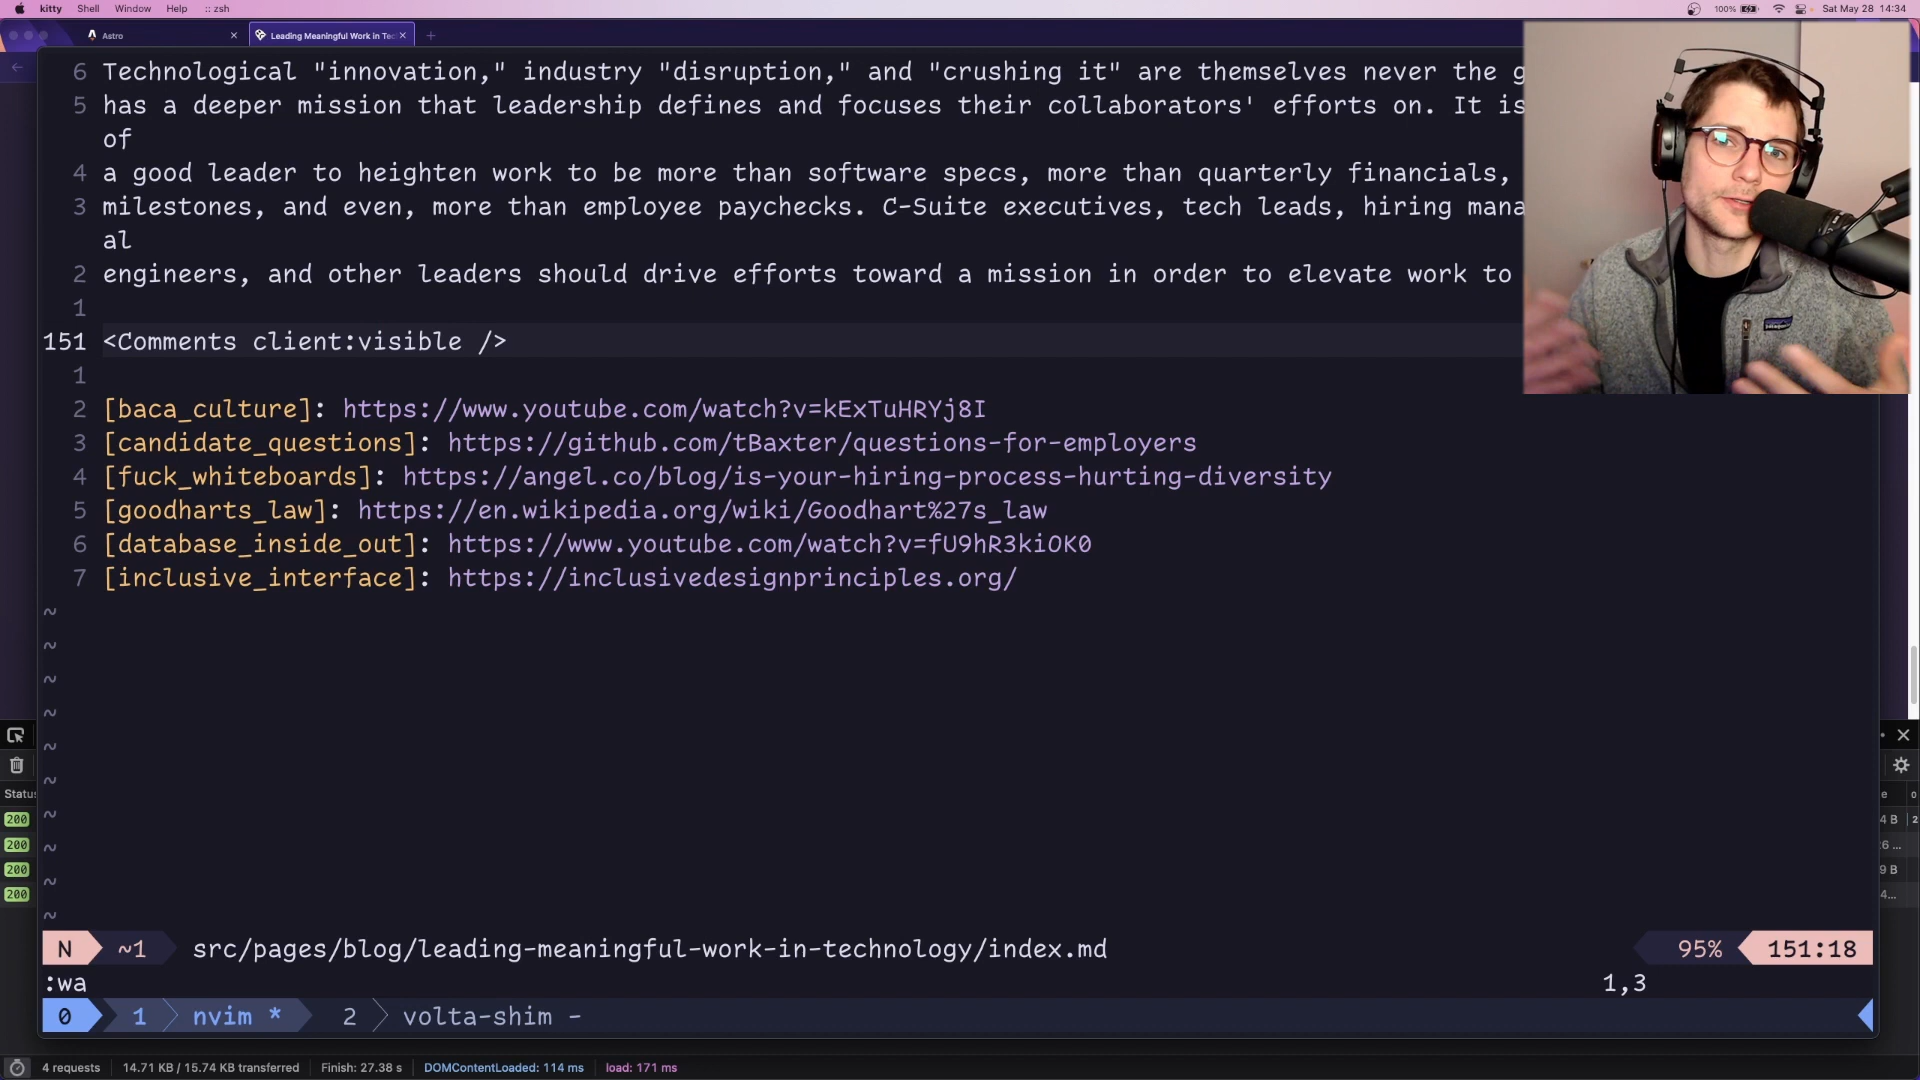 kitty Shell Window Help :: zsh 100% Sat May 28 14:34
Astro Leading Meaningful Work in Tec
6 Technological "innovation," industry "disruption," and "crushing it" are themselves never the g
5 has a deeper mission that leadership defines and focuses their collaborators' efforts on. It is
of
4 a good leader to heighten work to be more than software specs, more than quarterly financials,
3 milestones, and even, more than employee paychecks. C-Suite executives, tech leads, hiring mana
al
2 engineers, and other leaders should drive efforts toward a mission in order to elevate work to
1
151 <Comments client:visible />
1
2 [baca_culture]: https://www.youtube.com/watch?v=kExTuHRYj8I
3 [candidate_questions]: https://github.com/tBaxter/questions-for-employers
4 [fuck_whiteboards]: https://angel.co/blog/is-your-hiring-process-hurting-diversity
5 [goodharts_law]: https://en.wikipedia.org/wiki/Goodhart%27s_law
6 [database_inside_out]: https://www.youtube.com/watch?v=fU9hR3kiOK0
7 [inclusive_interface]: https://inclusivedesignprinciples.org/
~
~
~
~
~
~
~
~
~
~
Status
200
200
200
200
N ~1 src/pages/blog/leading-meaningful-work-in-technology/index.md 95% 151:18
:wa 1,3
0 1 nvim * 2 volta-shim -
4 requests 14.71 KB / 15.74 KB transferred Finish: 27.38 s DOMContentLoaded: 114 ms load: 171 ms